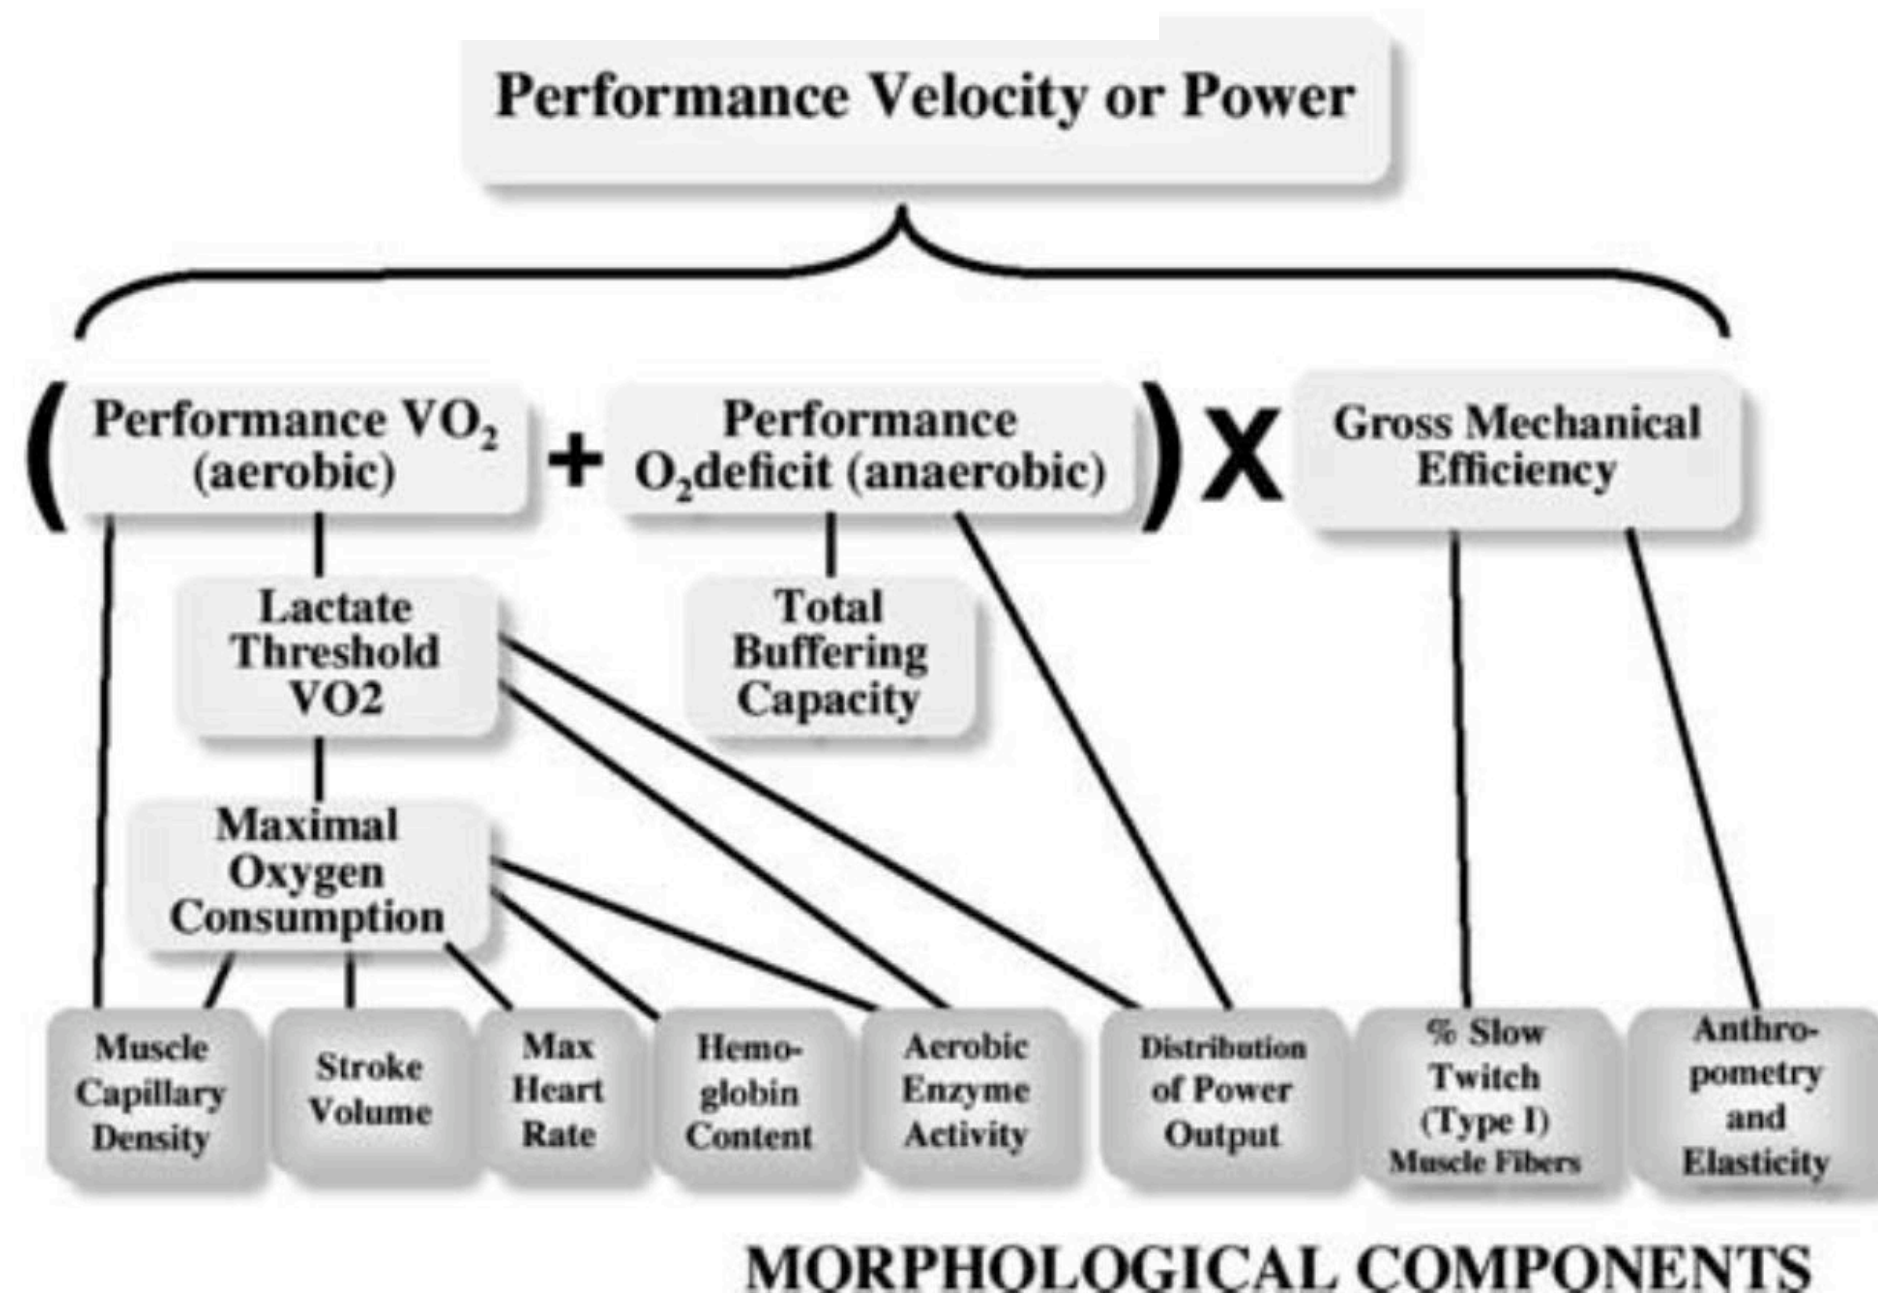 Performance Velocity or Power
(
Performance VO₂
(aerobic)
+
Performance
O₂deficit (anaerobic)
)
X
Gross Mechanical
Efficiency
Lactate
Threshold
VO2
Total
Buffering
Capacity
Maximal
Oxygen
Consumption
Muscle
Capillary
Density
Stroke
Volume
Max
Heart
Rate
Hemo-
globin
Content
Aerobic
Enzyme
Activity
Distribution
of Power
Output
% Slow
Twitch
(Type I)
Muscle Fibers
Anthro-
pometry
and
Elasticity
MORPHOLOGICAL COMPONENTS